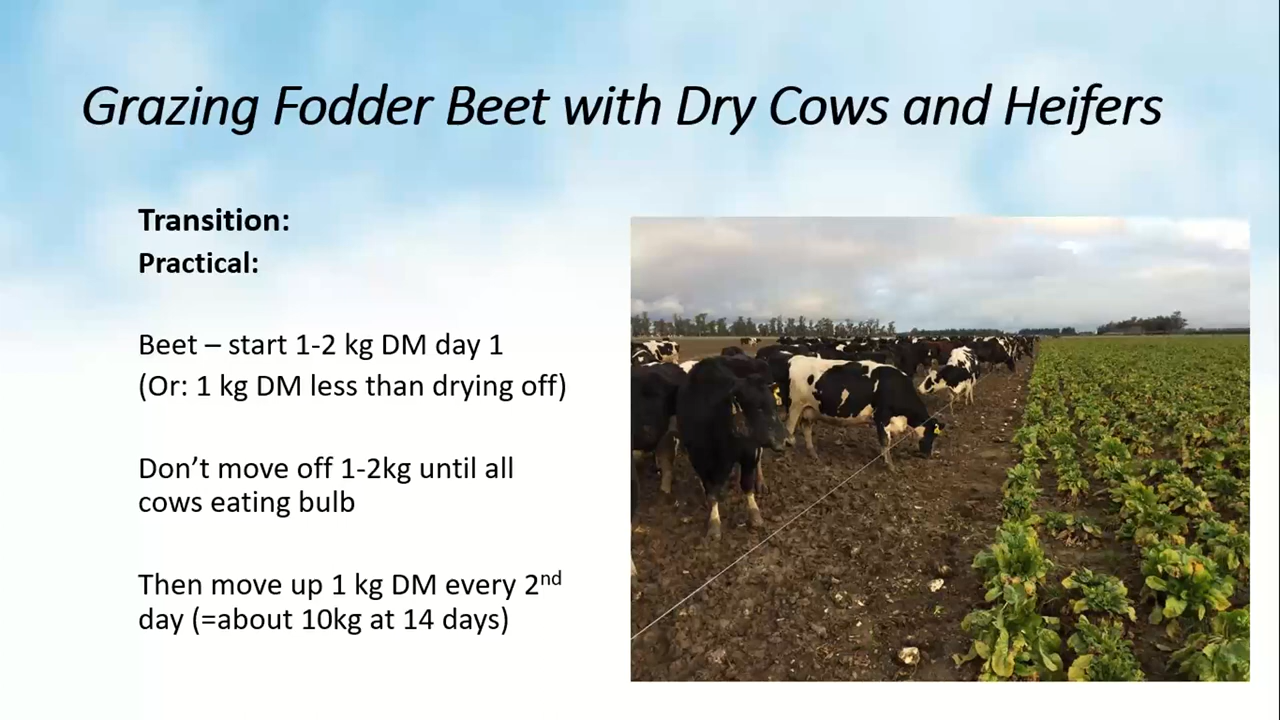 Grazing Fodder Beet with Dry Cows and Heifers
Transition:
Practical:
Beet – start 1-2 kg DM day 1
(Or: 1 kg DM less than drying off)
Don’t move off 1-2kg until all
cows eating bulb
Then move up 1 kg DM every 2nd
day (=about 10kg at 14 days)